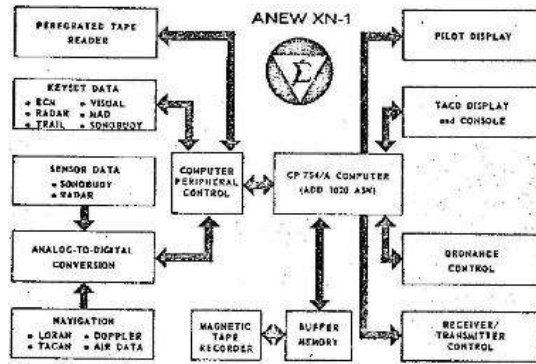 ANEW XN-1
PERFORATED TAPE
READER
PILOT DISPLAY
KEYSET DATA
• ECM • VISUAL
• RADAR • MAD
• TRAIL • SONOBUOY
TACO DISPLAY
and CONSOLE
SENSOR DATA
• SONOBUOY
• RADAR
COMPUTER
PERIPHERAL
CONTROL
CP 754/A COMPUTER
(ADD 1020 ASW)
ANALOG-TO-DIGITAL
CONVERSION
ORDNANCE
CONTROL
NAVIGATION
• LORAN • DOPPLER
• TACAN • AIR DATA
MAGNETIC
TAPE
RECORDER
BUFFER
MEMORY
RECEIVER/
TRANSMITTER
CONTROL